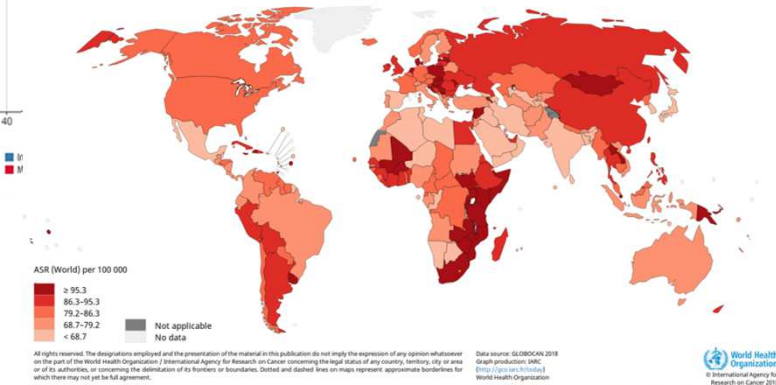 40
In
M
ASR (World) per 100 000
≥ 95.3
86.3–95.3
79.2–86.3
68.7–79.2
< 68.7
Not applicable
No data
All rights reserved. The designations employed and the presentation of the material in this publication do not imply the expression of any opinion whatsoever
on the part of the World Health Organization / International Agency for Research on Cancer concerning the legal status of any country, territory, city or area
or of its authorities, or concerning the delimitation of its frontiers or boundaries. Dotted and dashed lines on maps represent approximate borderlines for
which there may not yet be full agreement.
Data source: GLOBOCAN 2018
Graph production: IARC
(http://gco.iarc.fr/today)
World Health Organization
World Health
Organization
© International Agency for
Research on Cancer 201